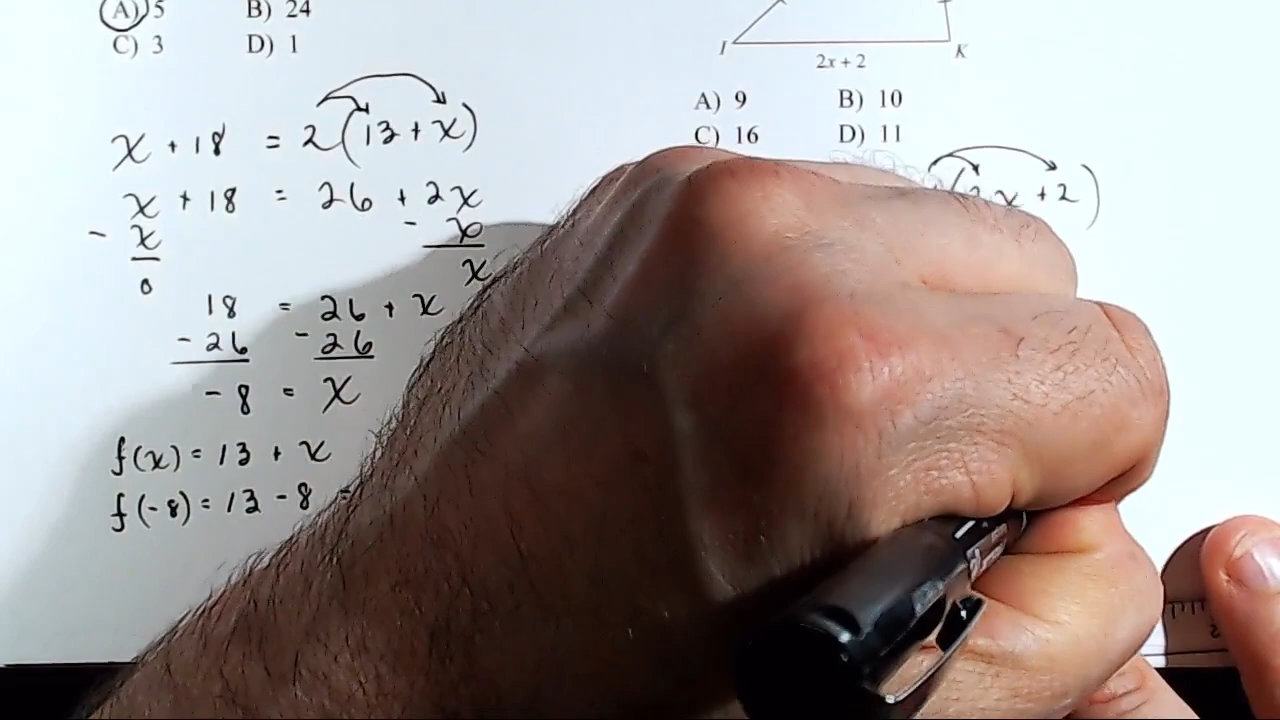 A) 5 B) 24
C) 3 D) 1
x + 18 = 2(13 + x)
x + 18 = 26 + 2x
- x - x
0 x
18 = 26 + x
- 26 - 26
- 8 = x
f(x) = 13 + x
f(-8) = 13 - 8 =
I K
2x + 2
A) 9 B) 10
C) 16 D) 11
x + 2)